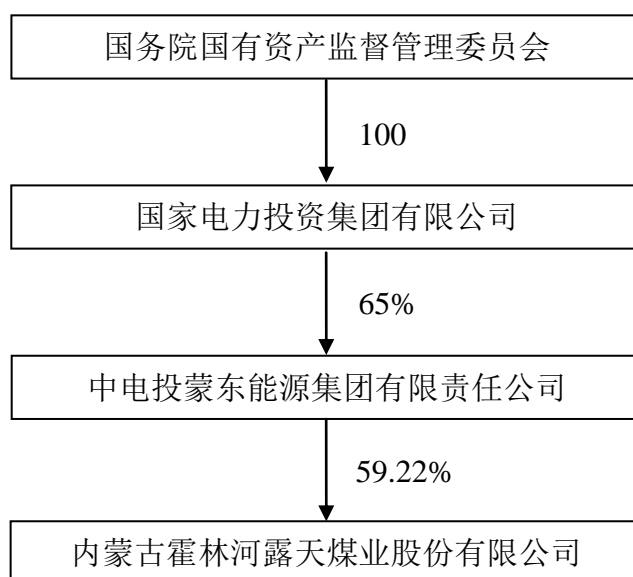 国务院国有资产监督管理委员会
100
国家电力投资集团有限公司
65%
中电投蒙东能源集团有限责任公司
59.22%
内蒙古霍林河露天煤业股份有限公司